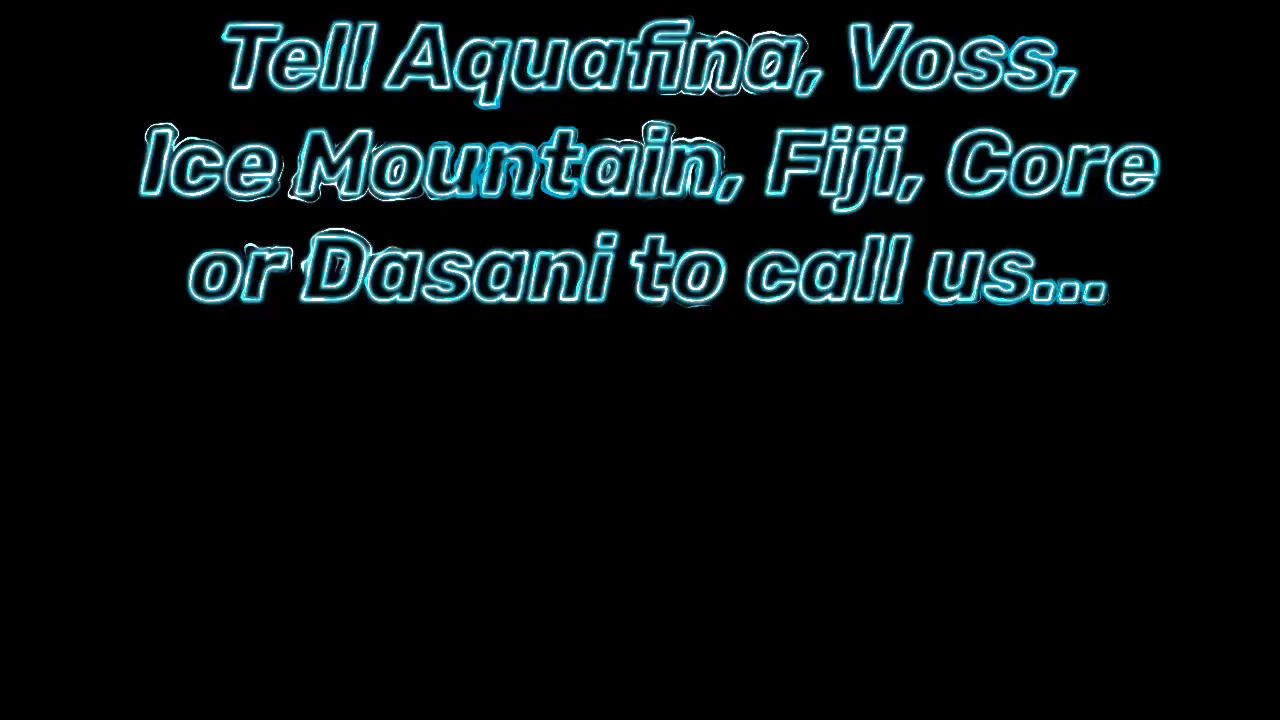 Tell Aquafina, Voss,
Ice Mountain, Fiji, Core
or Dasani to call us...